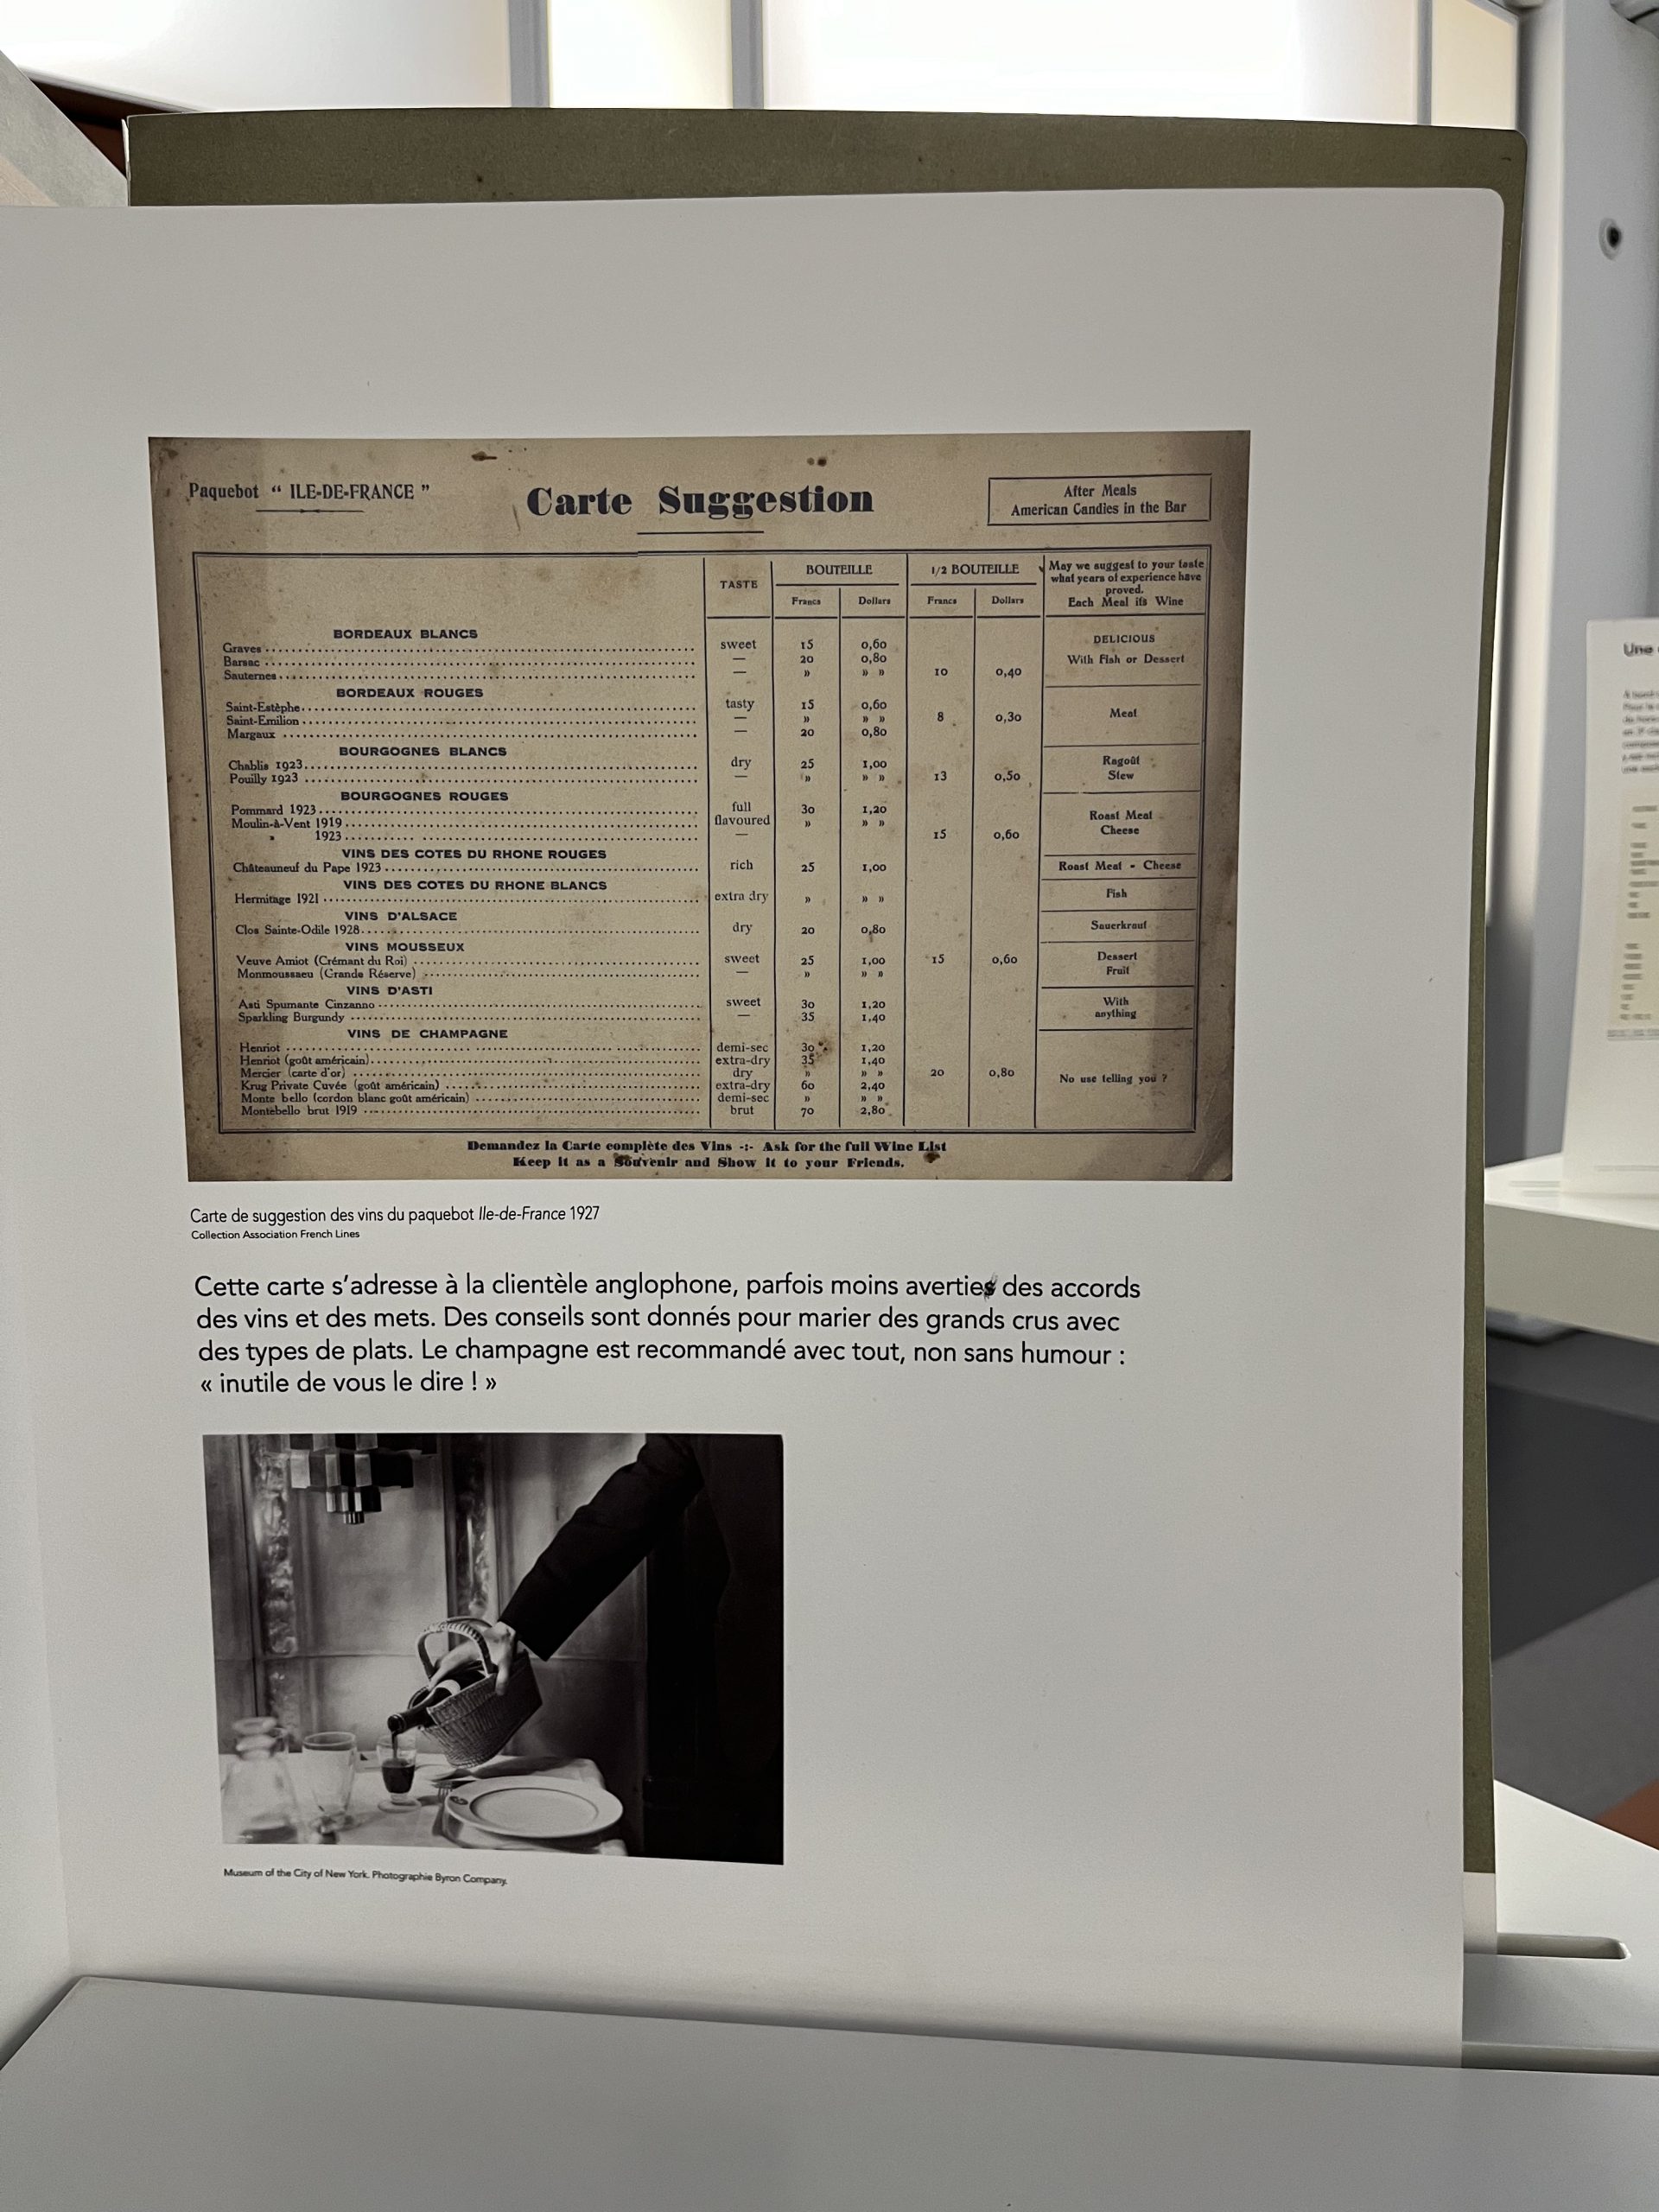 Paquebot " ILE-DE-FRANCE "
Carte Suggestion
After Meals
American Candies in the Bar
TASTE
BOUTEILLE
1/2 BOUTEILLE
May we suggest to your taste
what years of experience have
proved.
Each Meal its Wine
Francs Dollars Francs Dollars
BORDEAUX BLANCS
Graves sweet 15 0,60
Barsac — 20 0,80
Sauternes — » » » 10 0,40
DELICIOUS
With Fish or Dessert
BORDEAUX ROUGES
Saint-Estèphe tasty 15 0,60
Saint-Emilion — » » » 8 0,30
Margaux — 20 0,80
Meat
BOURGOGNES BLANCS
Chablis 1923 dry 25 1,00
Pouilly 1923 — » » » 13 0,50
Ragoût
Stew
BOURGOGNES ROUGES
Pommard 1923 full 30 1,20
Moulin-à-Vent 1919 flavoured » » »
» 1923 — 15 0,60
Roast Meat
Cheese
VINS DES COTES DU RHONE ROUGES
Châteauneuf du Pape 1923 rich 25 1,00 Roast Meat - Cheese
VINS DES COTES DU RHONE BLANCS
Hermitage 1921 extra dry » » » Fish
VINS D'ALSACE
Clos Sainte-Odile 1928 dry 20 0,80 Sauerkraut
VINS MOUSSEUX
Veuve Amiot (Crémant du Roi) sweet 25 1,00 15 0,60
Monmousseau (Grande Réserve) — » » »
Dessert
Fruit
VINS D'ASTI
Asti Spumante Cinzanno sweet 30 1,20
Sparkling Burgundy — 35 1,40
With
anything
VINS DE CHAMPAGNE
Henriot demi-sec 30 1,20
Henriot (goût américain) extra-dry 35 1,40
Mercier (carte d'or) dry » » » 20 0,80
Krug Private Cuvée (goût américain) extra-dry 60 2,40
Monte bello (cordon blanc goût américain) demi-sec » » »
Montebello brut 1919 brut 70 2,80
No use telling you ?
Demandez la Carte complète des Vins -:- Ask for the full Wine List
Keep it as a Souvenir and Show it to your Friends.
Carte de suggestion des vins du paquebot Ile-de-France 1927
Collection Association French Lines
Cette carte s'adresse à la clientèle anglophone, parfois moins averties des accords
des vins et des mets. Des conseils sont donnés pour marier des grands crus avec
des types de plats. Le champagne est recommandé avec tout, non sans humour :
« inutile de vous le dire ! »
Museum of the City of New York. Photographie Byron Company.
Une